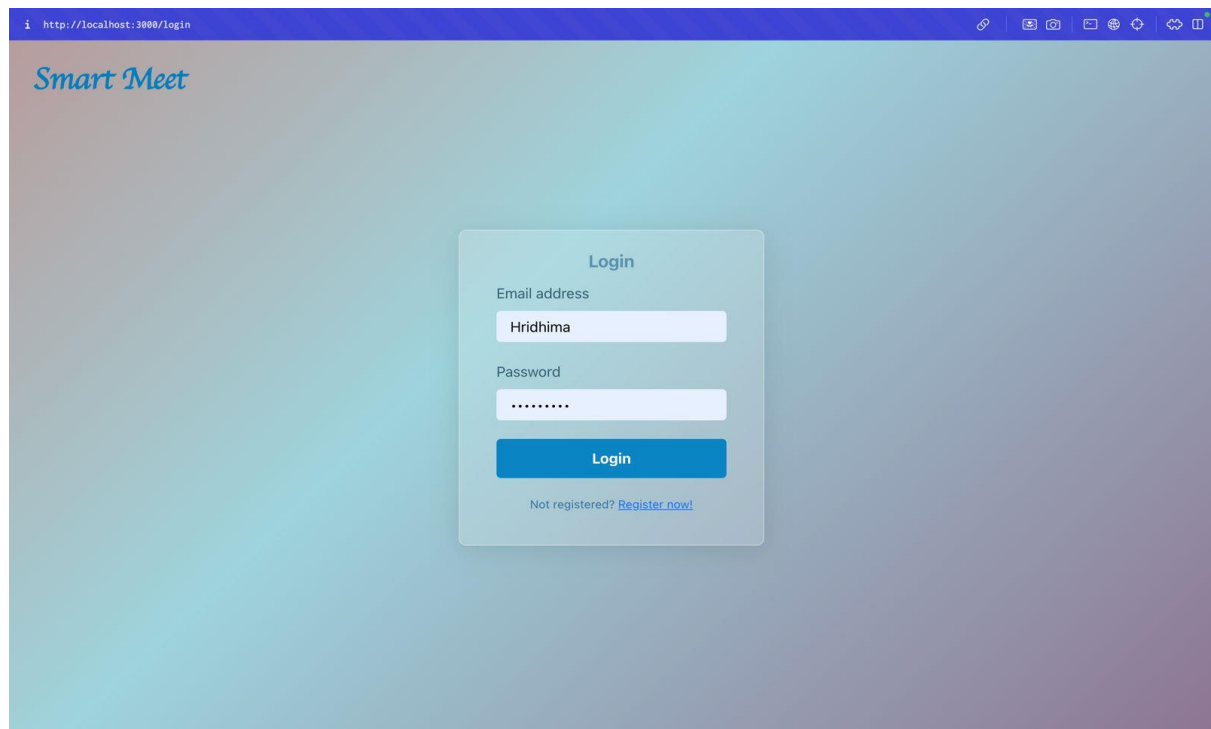 i http://localhost:3000/login
Smart Meet
Login
Email address
Hridhima
Password
•••••••••
Login
Not registered? Register now!